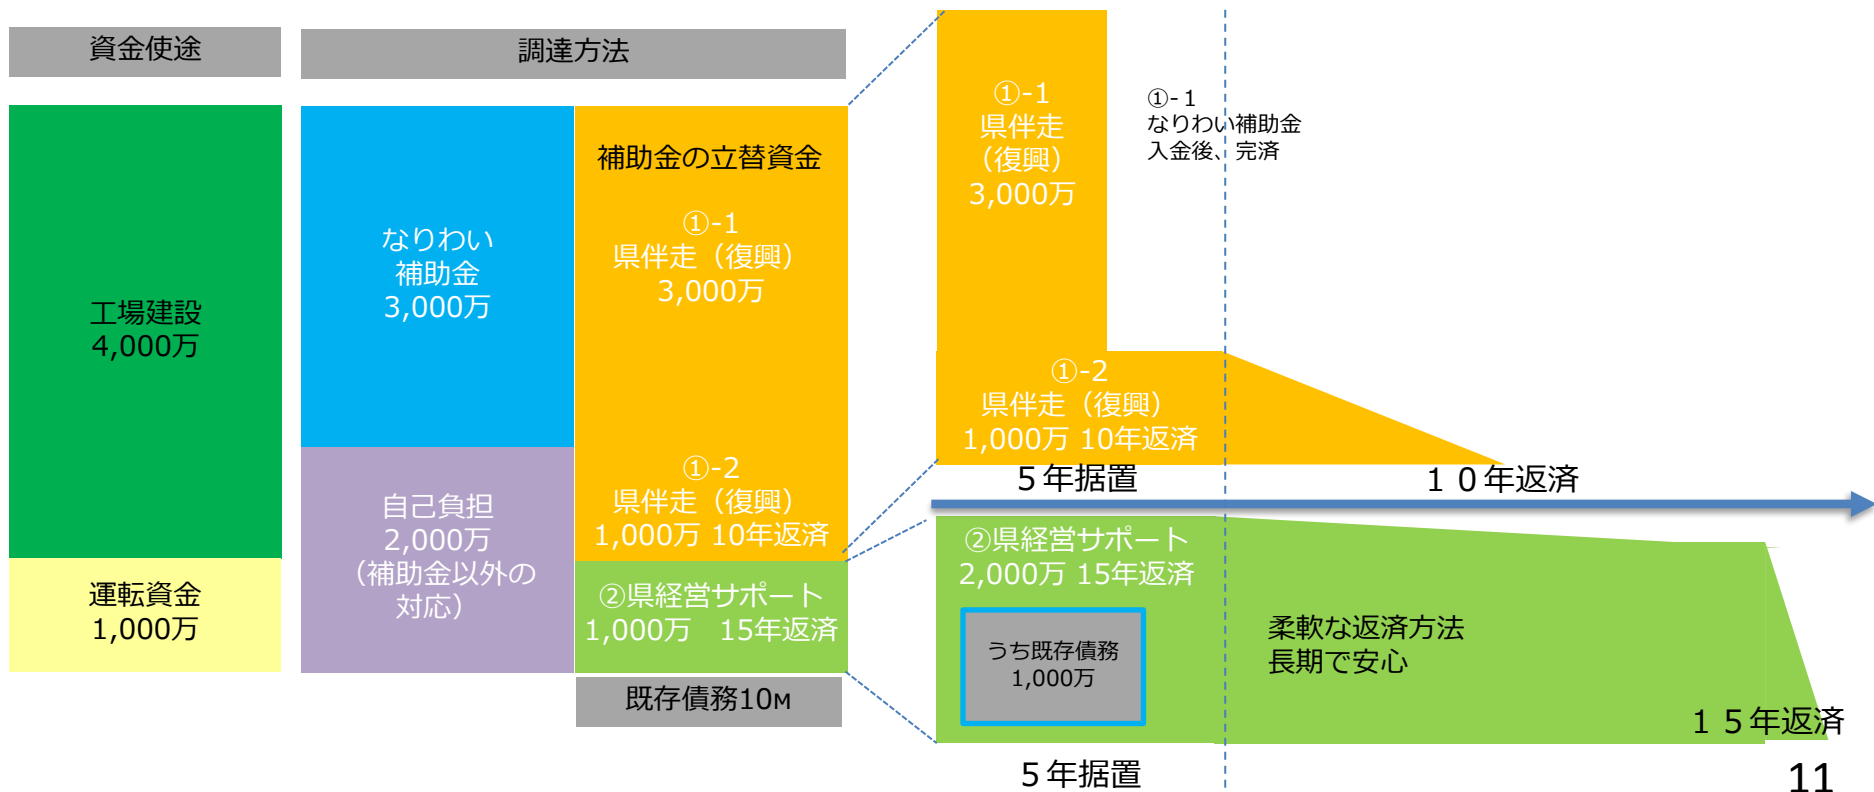 資金使途
調達方法
工場建設
4,000万
運転資金
1,000万
なりわい
補助金
3,000万
自己負担
2,000万
（補助金以外の
対応）
補助金の立替資金
①-1
県伴走（復興）
3,000万
①-2
県伴走（復興）
1,000万 10年返済
②県経営サポート
1,000万　15年返済
既存債務10M
①-1
県伴走
（復興）
3,000万
①-１
なりわい補助金
入金後、完済
①-2
県伴走（復興）
1,000万 10年返済
５年据置
１０年返済
②県経営サポート
2,000万 15年返済
うち既存債務
1,000万
柔軟な返済方法
長期で安心
１５年返済
５年据置
11